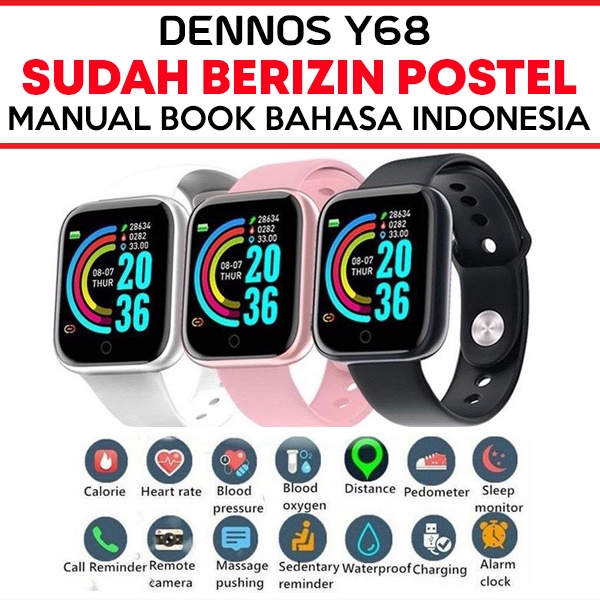 DENNOS Y68
SUDAH BERIZIN POSTEL
MANUAL BOOK BAHASA INDONESIA
28634
0282
33.00
08-07
THUR
20
36
28634
0282
33.00
08-07
THUR
20
36
28634
0282
33.00
08-07
THUR
20
36
O2
Calorie
Heart rate
Blood
pressure
Blood
oxygen
Distance
Pedometer
Sleep
monitor
Call Reminder
Remote
camera
Massage
pushing
Sedentary
reminder
Waterproof
Charging
Alarm
clock